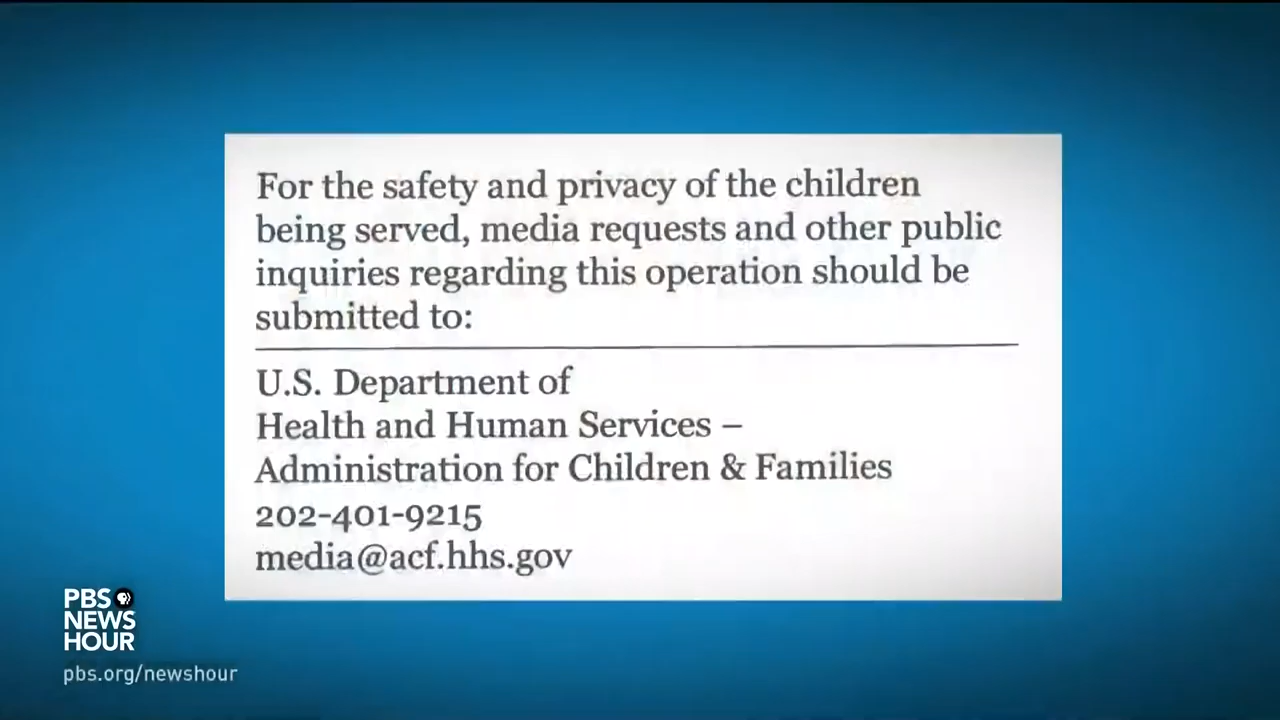 For the safety and privacy of the children
being served, media requests and other public
inquiries regarding this operation should be
submitted to:
U.S. Department of
Health and Human Services –
Administration for Children & Families
202-401-9215
media@acf.hhs.gov
PBS
NEWS
HOUR
pbs.org/newshour